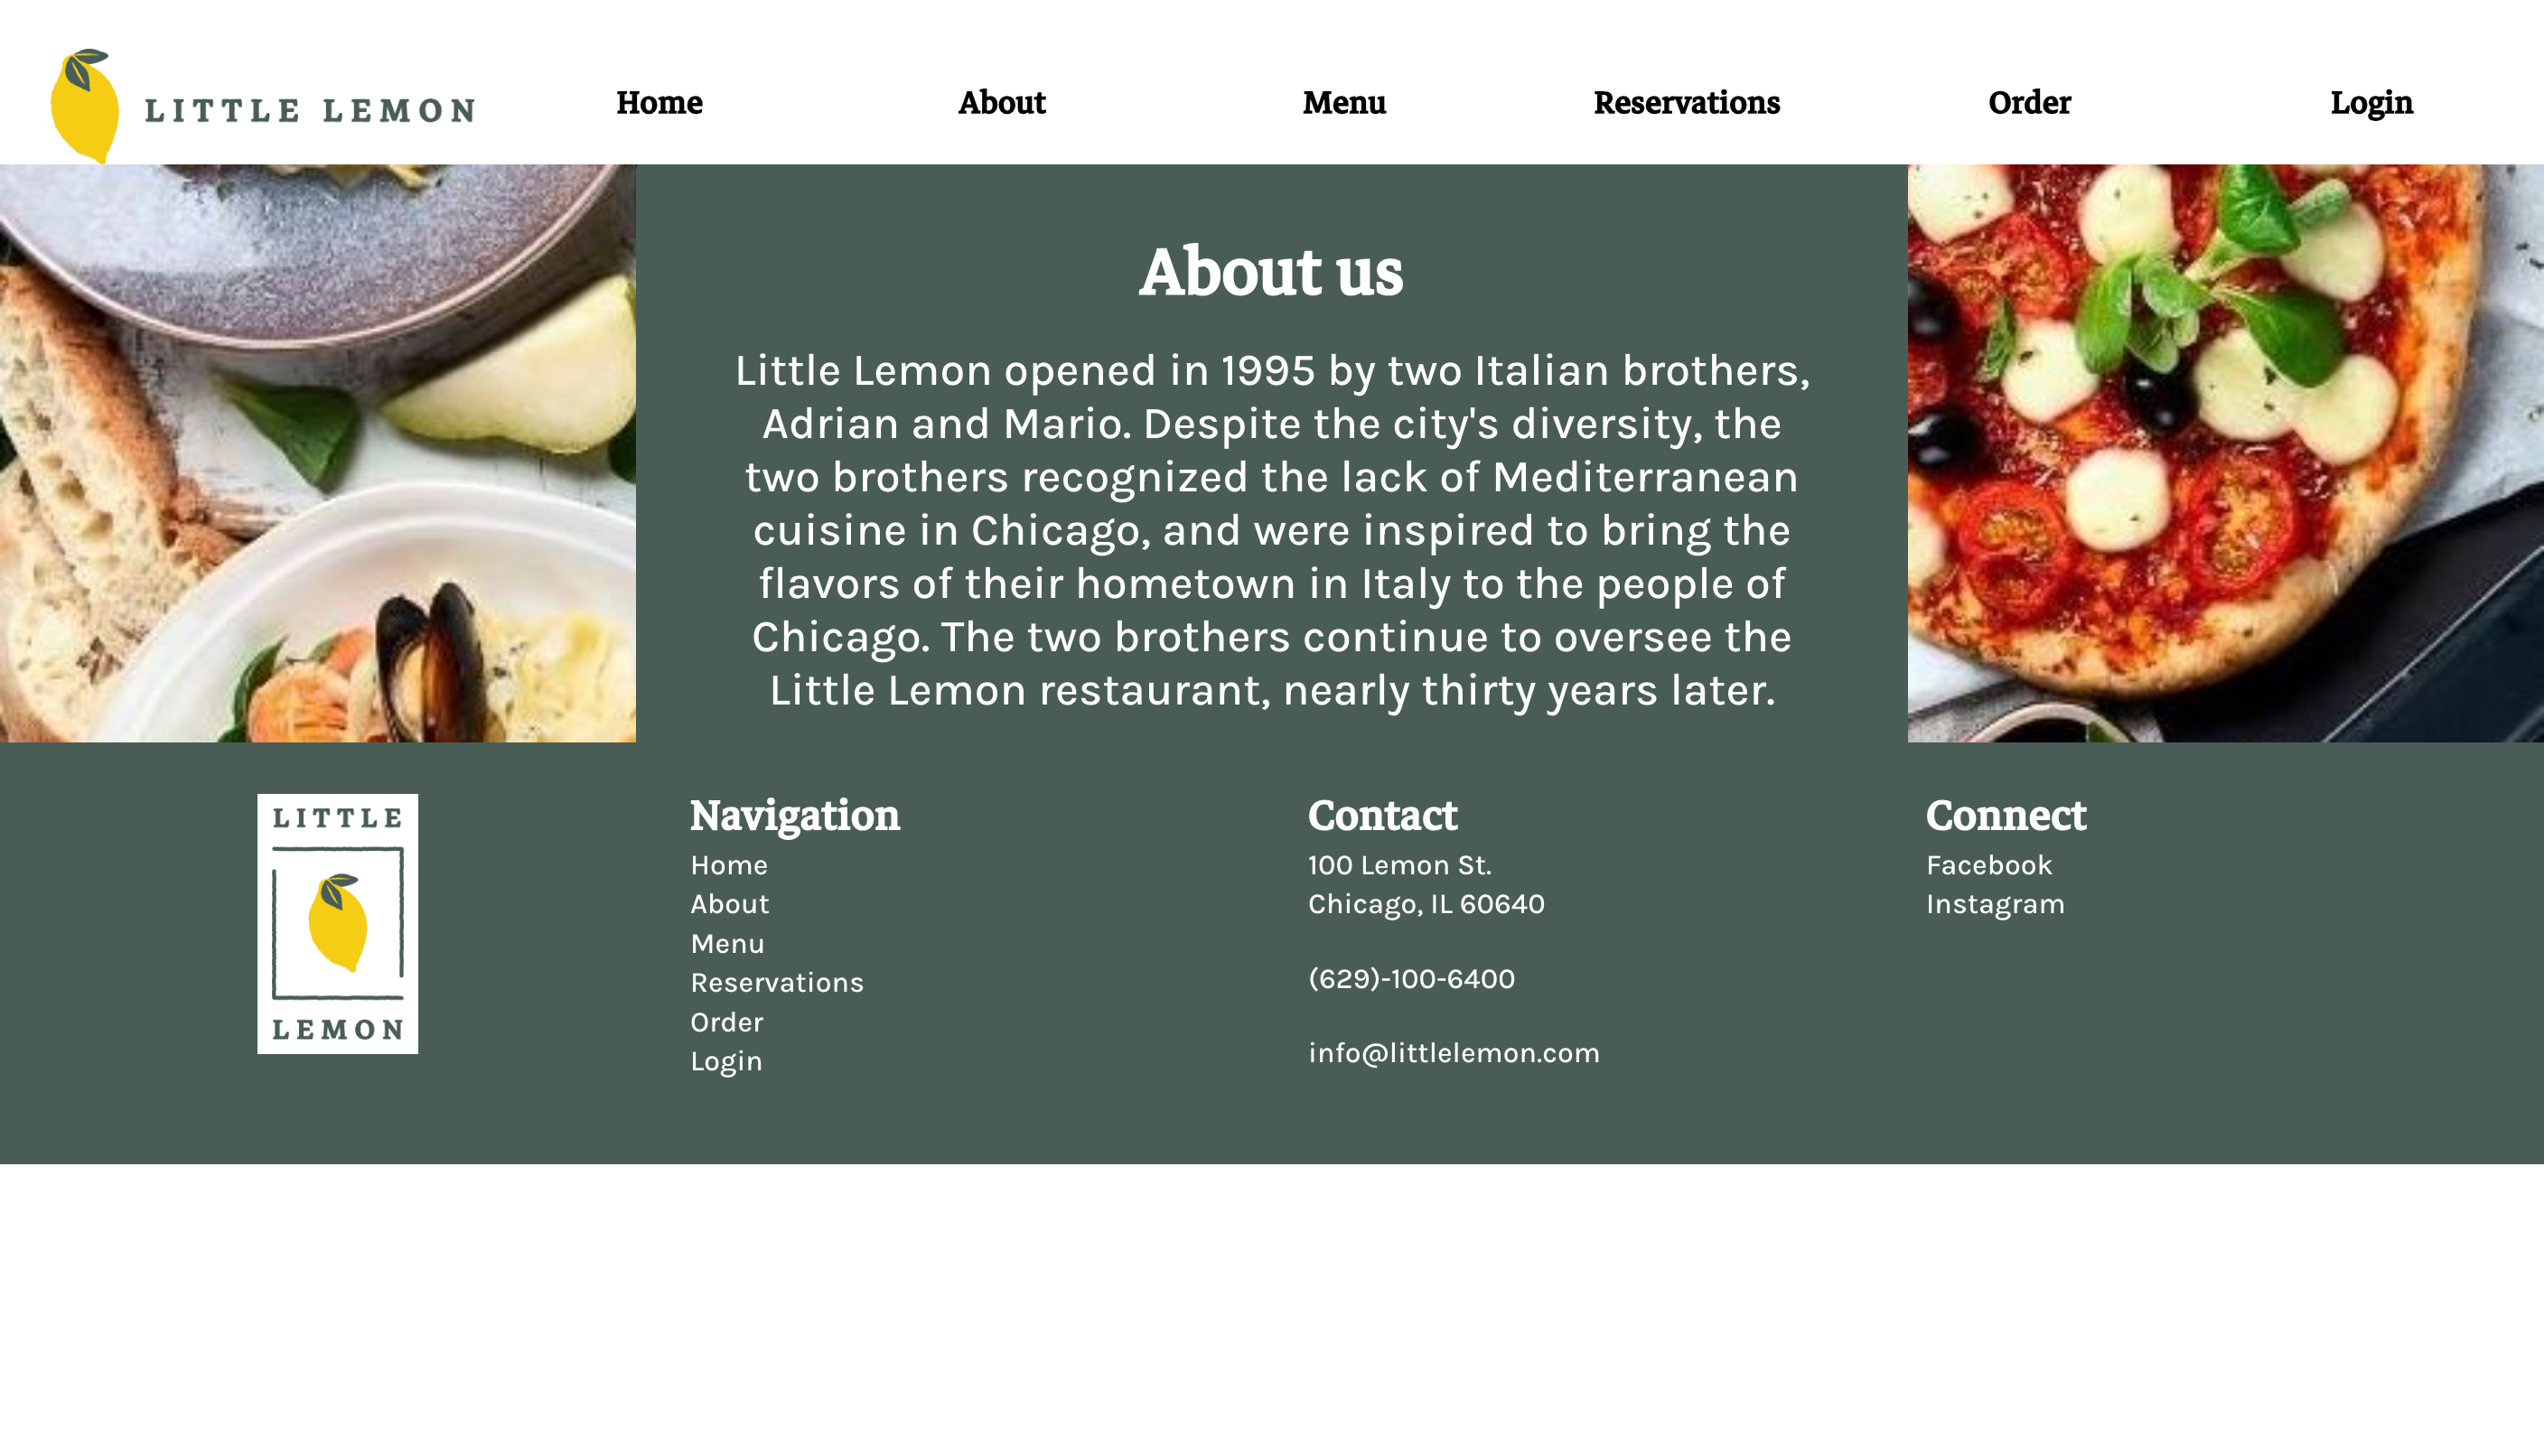 LITTLE LEMON
Home
About
Menu
Reservations
Order
Login
About us
Little Lemon opened in 1995 by two Italian brothers,
Adrian and Mario. Despite the city's diversity, the
two brothers recognized the lack of Mediterranean
cuisine in Chicago, and were inspired to bring the
flavors of their hometown in Italy to the people of
Chicago. The two brothers continue to oversee the
Little Lemon restaurant, nearly thirty years later.
LITTLE
LEMON
Navigation
Home
About
Menu
Reservations
Order
Login
Contact
100 Lemon St.
Chicago, IL 60640
(629)-100-6400
info@littlelemon.com
Connect
Facebook
Instagram